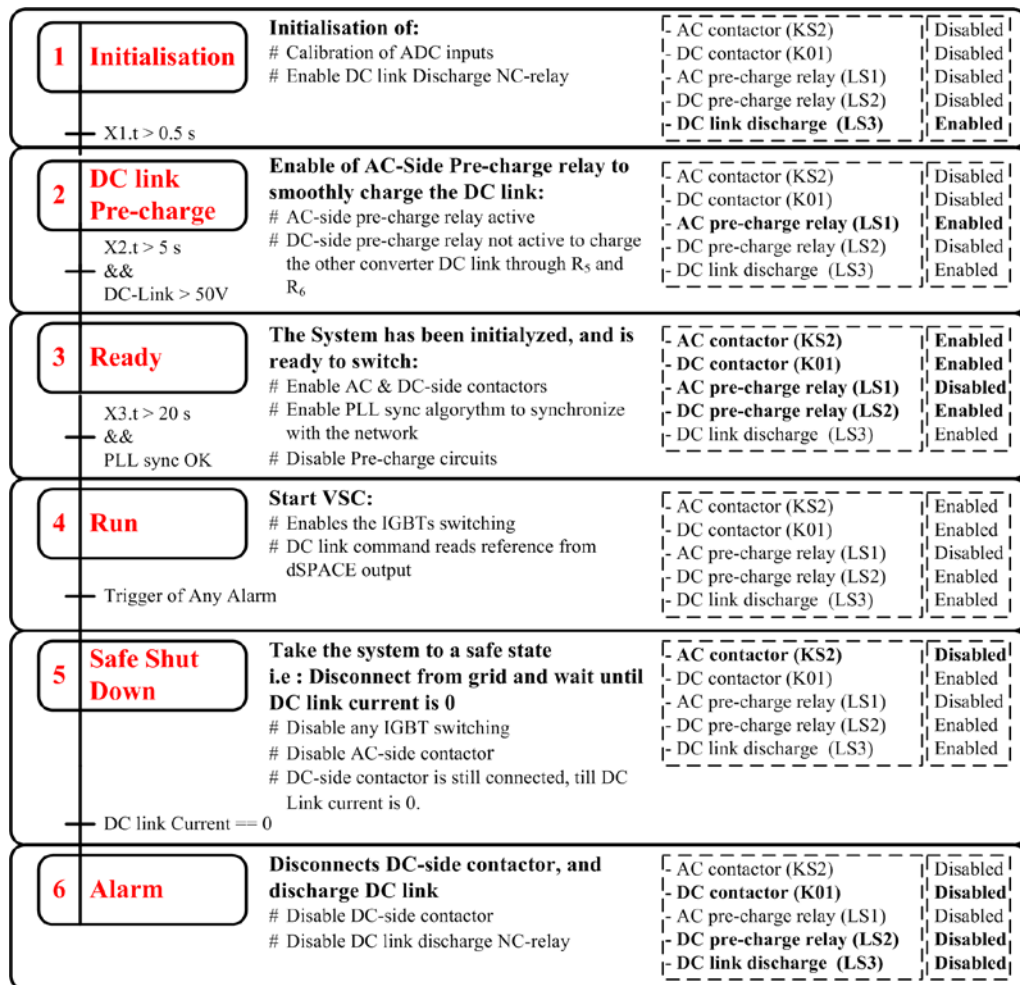 1 Initialisation
X1.t > 0.5 s
Initialisation of:
# Calibration of ADC inputs
# Enable DC link Discharge NC-relay
- AC contactor (KS2) Disabled
- DC contactor (K01) Disabled
- AC pre-charge relay (LS1) Disabled
- DC pre-charge relay (LS2) Disabled
- DC link discharge (LS3) Enabled
2 DC link
Pre-charge
X2.t > 5 s
&&
DC-Link > 50V
Enable of AC-Side Pre-charge relay to
smoothly charge the DC link:
# AC-side pre-charge relay active
# DC-side pre-charge relay not active to charge
the other converter DC link through R5 and
R6
- AC contactor (KS2) Disabled
- DC contactor (K01) Disabled
- AC pre-charge relay (LS1) Enabled
- DC pre-charge relay (LS2) Disabled
- DC link discharge (LS3) Enabled
3 Ready
X3.t > 20 s
&&
PLL sync OK
The System has been initialyzed, and is
ready to switch:
# Enable AC & DC-side contactors
# Enable PLL sync algorythm to synchronize
with the network
# Disable Pre-charge circuits
- AC contactor (KS2) Enabled
- DC contactor (K01) Enabled
- AC pre-charge relay (LS1) Disabled
- DC pre-charge relay (LS2) Enabled
- DC link discharge (LS3) Enabled
4 Run
Trigger of Any Alarm
Start VSC:
# Enables the IGBTs switching
# DC link command reads reference from
dSPACE output
- AC contactor (KS2) Enabled
- DC contactor (K01) Enabled
- AC pre-charge relay (LS1) Disabled
- DC pre-charge relay (LS2) Enabled
- DC link discharge (LS3) Enabled
5 Safe Shut
Down
DC link Current == 0
Take the system to a safe state
i.e : Disconnect from grid and wait until
DC link current is 0
# Disable any IGBT switching
# Disable AC-side contactor
# DC-side contactor is still connected, till DC
Link current is 0.
- AC contactor (KS2) Disabled
- DC contactor (K01) Enabled
- AC pre-charge relay (LS1) Disabled
- DC pre-charge relay (LS2) Enabled
- DC link discharge (LS3) Enabled
6 Alarm
Disconnects DC-side contactor, and
discharge DC link
# Disable DC-side contactor
# Disable DC link discharge NC-relay
- AC contactor (KS2) Disabled
- DC contactor (K01) Disabled
- AC pre-charge relay (LS1) Disabled
- DC pre-charge relay (LS2) Disabled
- DC link discharge (LS3) Disabled